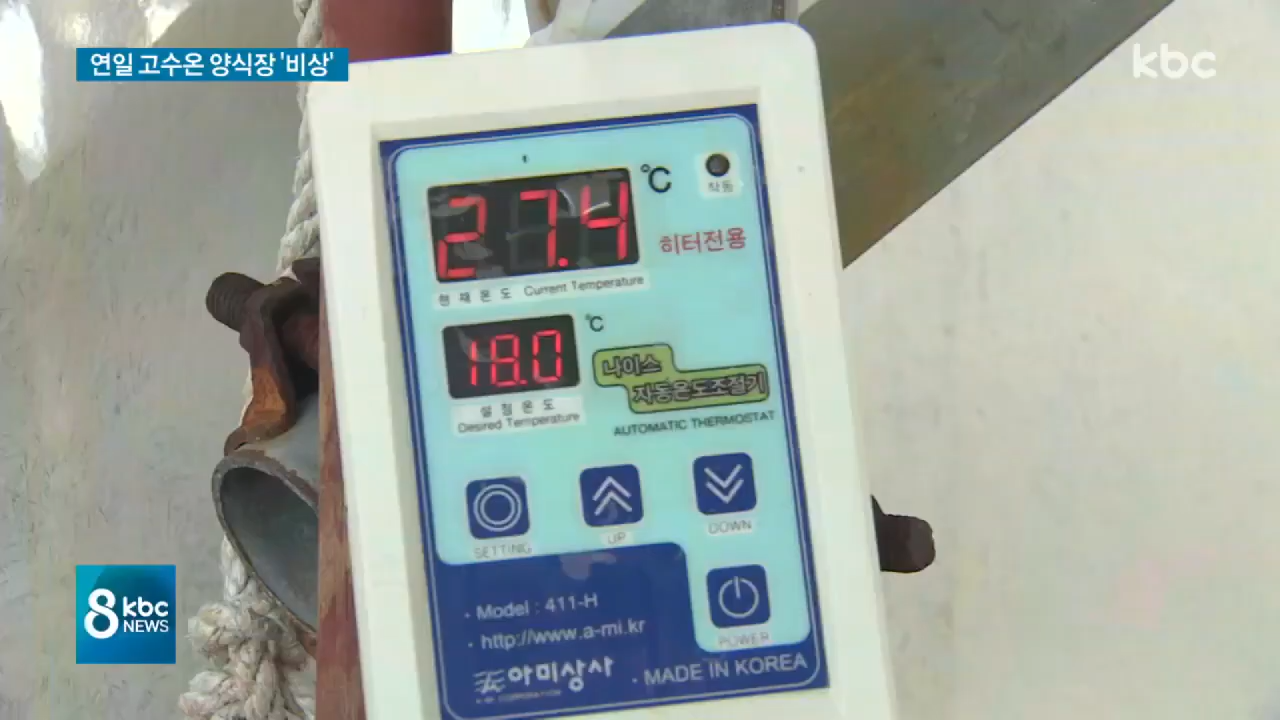 연일 고수온 양식장 '비상'
kbc
27.4 ℃
작동
히터전용
현재온도 Current Temperature
18.0 ℃
설정온도
Desired Temperature
나이스
자동온도조절기
AUTOMATIC THERMOSTAT
SETTING
UP
DOWN
POWER
· Model : 411-H
· http://www.a-mi.kr
아미상사
· MADE IN KOREA
8 kbc
NEWS